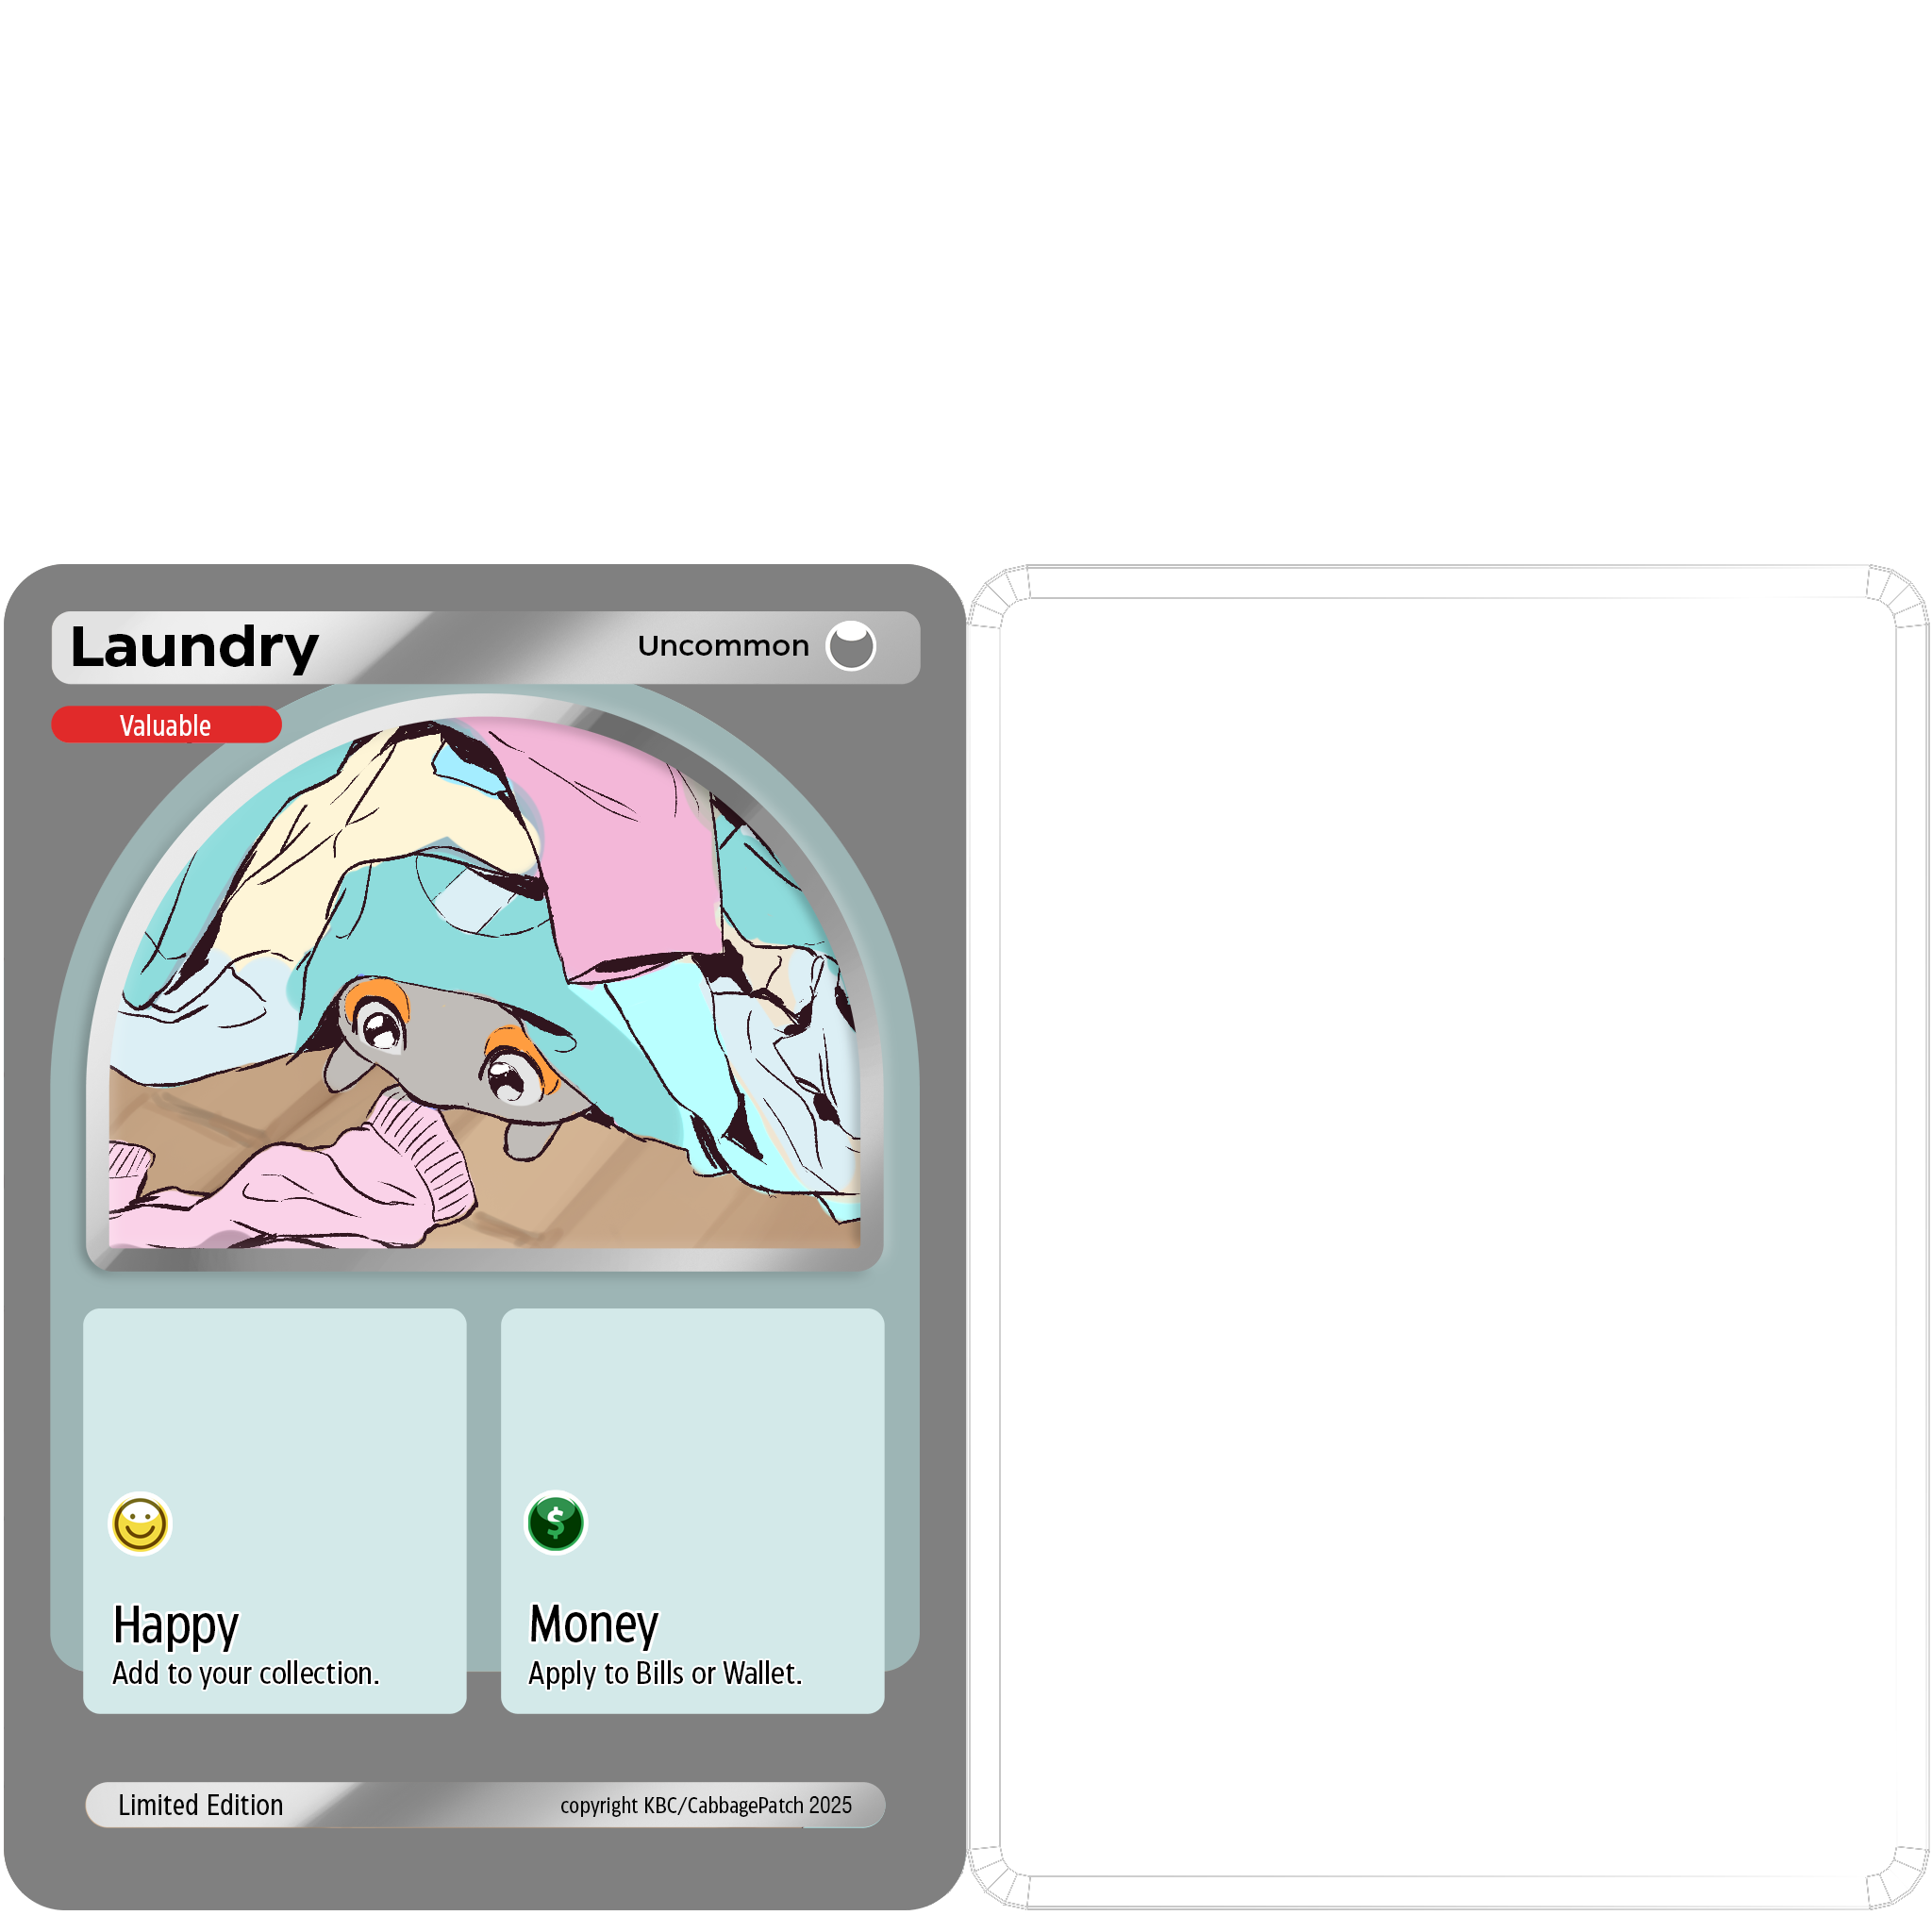 Laundry
Uncommon
Valuable
$
Happy
Add to your collection.
Money
Apply to Bills or Wallet.
Limited Edition
copyright KBC/CabbagePatch 2025